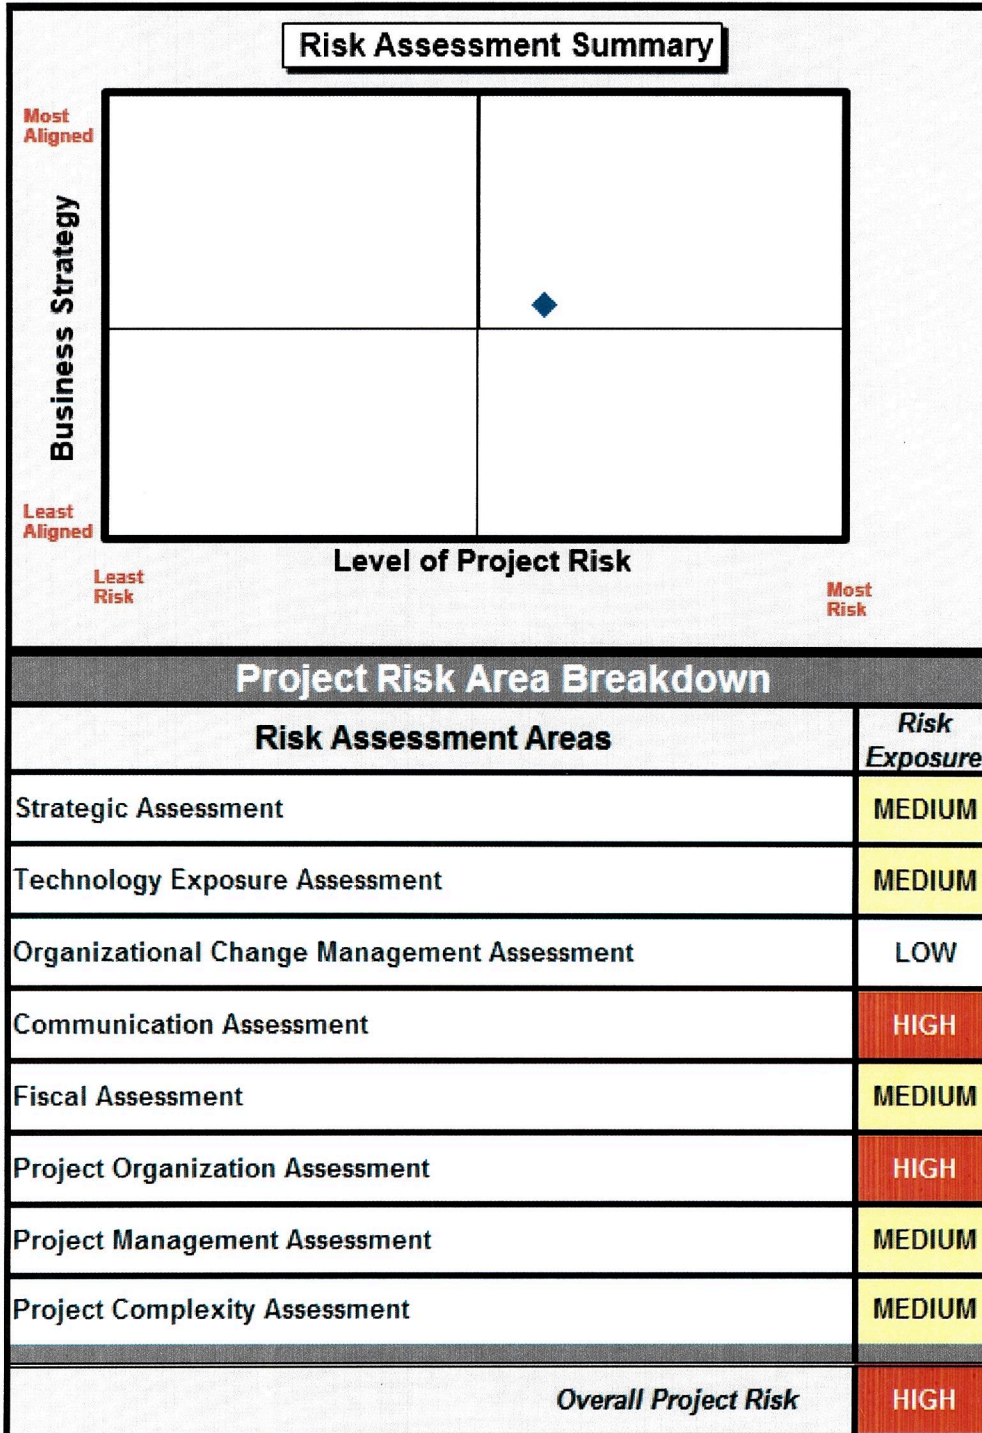 Risk Assessment Summary
Most
Aligned
Business Strategy
Least
Aligned
Level of Project Risk
Least
Risk
Most
Risk
Project Risk Area Breakdown
Risk Assessment Areas
Risk
Exposure
Strategic Assessment
MEDIUM
Technology Exposure Assessment
MEDIUM
Organizational Change Management Assessment
LOW
Communication Assessment
HIGH
Fiscal Assessment
MEDIUM
Project Organization Assessment
HIGH
Project Management Assessment
MEDIUM
Project Complexity Assessment
MEDIUM
Overall Project Risk
HIGH